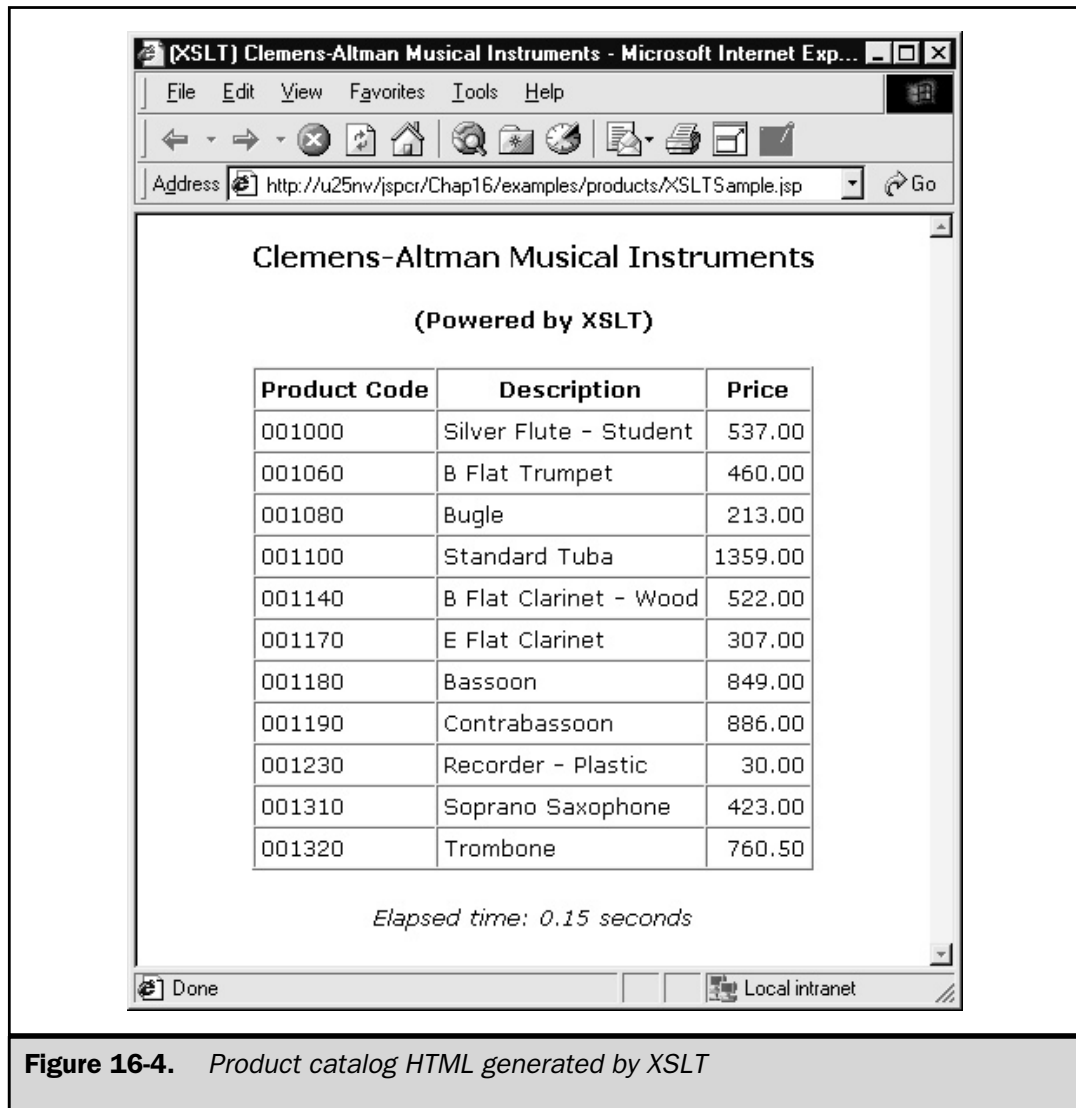 (XSLT) Clemens-Altman Musical Instruments - Microsoft Internet Exp...
File Edit View Favorites Tools Help
Address http://u25nv/jspcr/Chap16/examples/products/XSLTSample.jsp Go
Clemens-Altman Musical Instruments
(Powered by XSLT)
Product Code Description Price
001000 Silver Flute - Student 537.00
001060 B Flat Trumpet 460.00
001080 Bugle 213.00
001100 Standard Tuba 1359.00
001140 B Flat Clarinet - Wood 522.00
001170 E Flat Clarinet 307.00
001180 Bassoon 849.00
001190 Contrabassoon 886.00
001230 Recorder - Plastic 30.00
001310 Soprano Saxophone 423.00
001320 Trombone 760.50
Elapsed time: 0.15 seconds
Done Local intranet
Figure 16-4. Product catalog HTML generated by XSLT